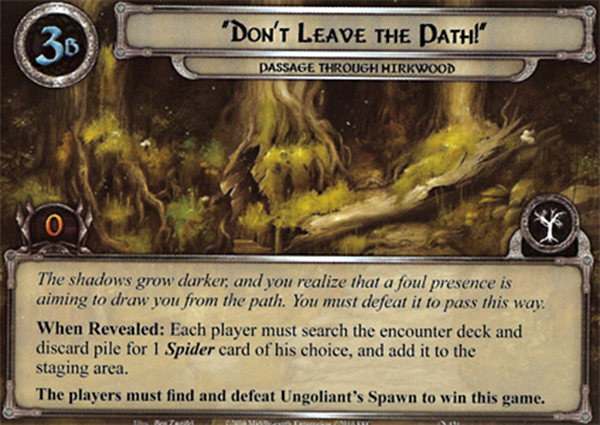 3B
"Don't Leave the Path!"
Passage Through Mirkwood
0
The shadows grow darker, and you realize that a foul presence is
aiming to draw you from the path. You must defeat it to pass this way.
When Revealed: Each player must search the encounter deck and
discard pile for 1 Spider card of his choice, and add it to the
staging area.
The players must find and defeat Ungoliant's Spawn to win this game.